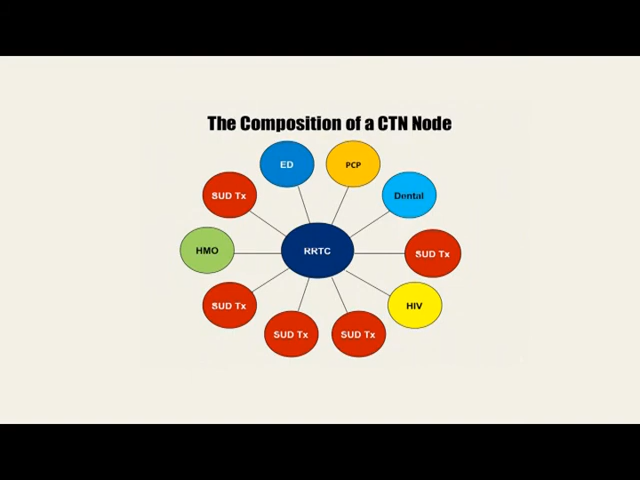 The Composition of a CTN Node
ED
PCP
SUD Tx
Dental
HMO
RRTC
SUD Tx
SUD Tx
HIV
SUD Tx
SUD Tx